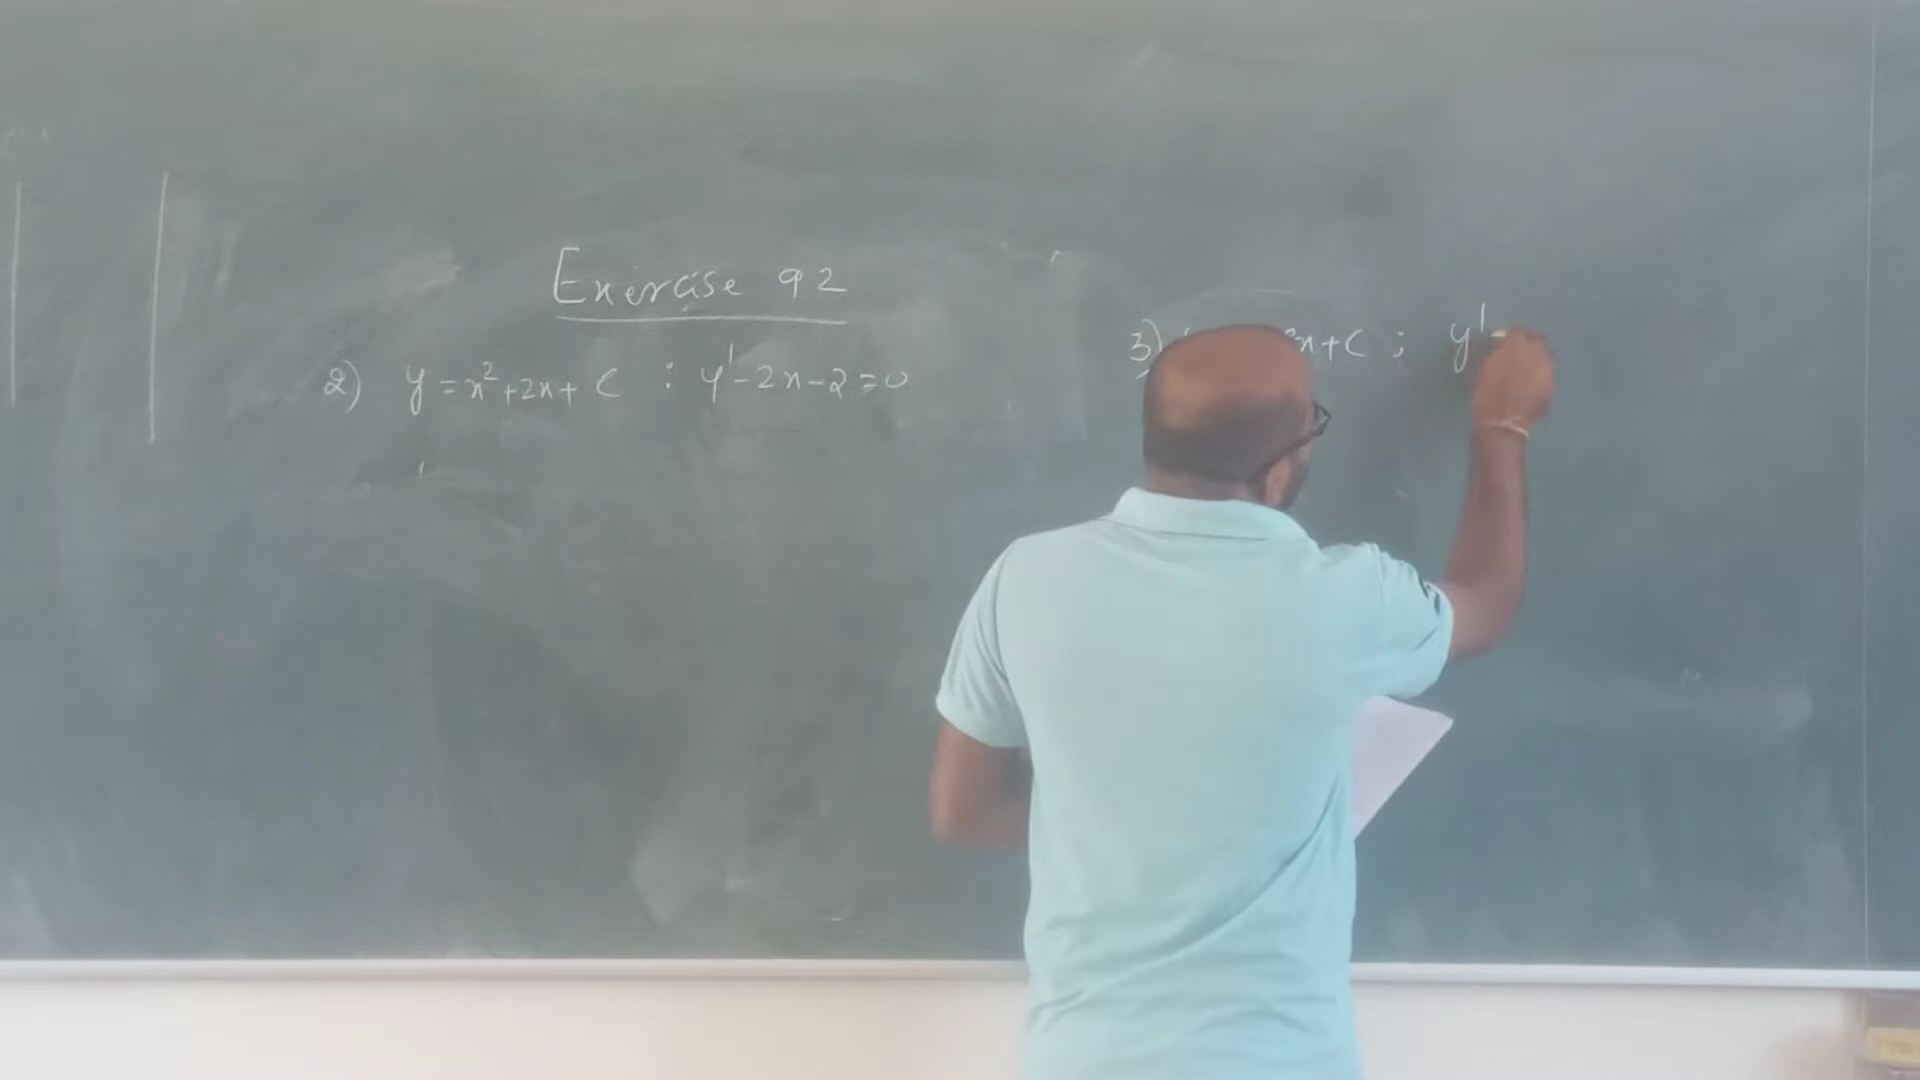 Exercise 92
2) y = x² + 2x + C : y' - 2x - 2 = 0
3) x + C ; y' -